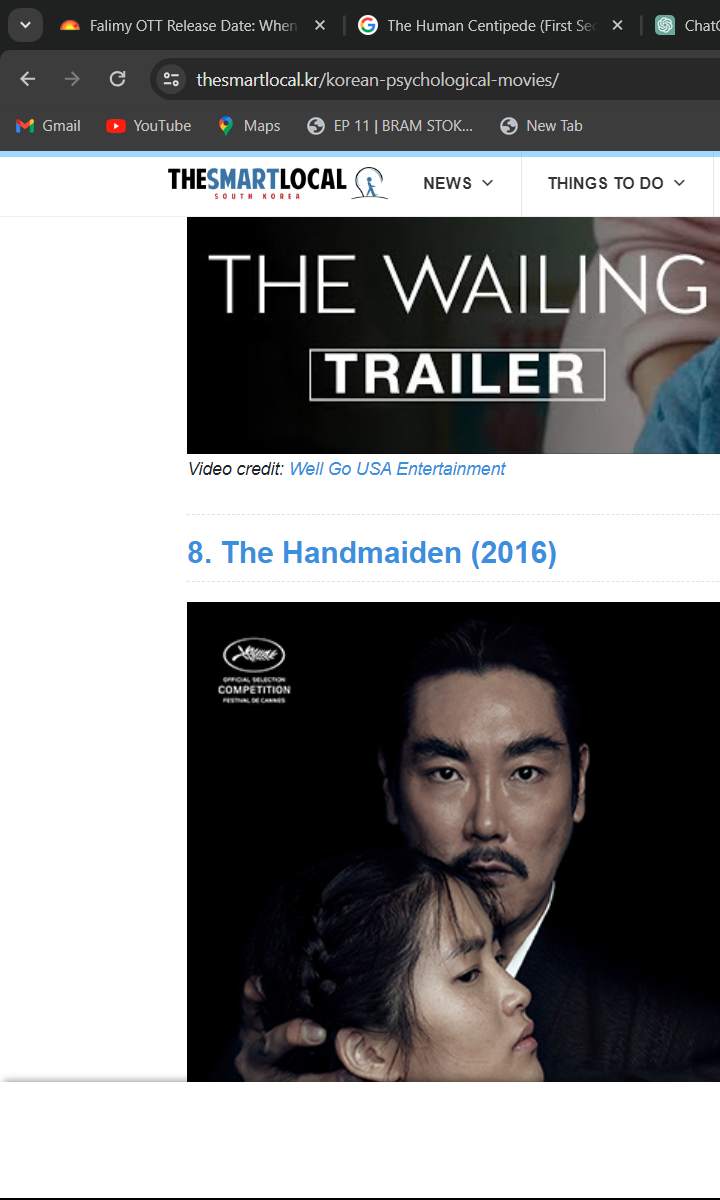 Falimy OTT Release Date: When
The Human Centipede (First Sec
Chat
thesmartlocal.kr/korean-psychological-movies/
Gmail
YouTube
Maps
EP 11 | BRAM STOK...
New Tab
THESMARTLOCAL
SOUTH KOREA
NEWS
THINGS TO DO
THE WAILING
TRAILER
Video credit: Well Go USA Entertainment
8. The Handmaiden (2016)
OFFICIAL SELECTION
COMPETITION
FESTIVAL DE CANNES